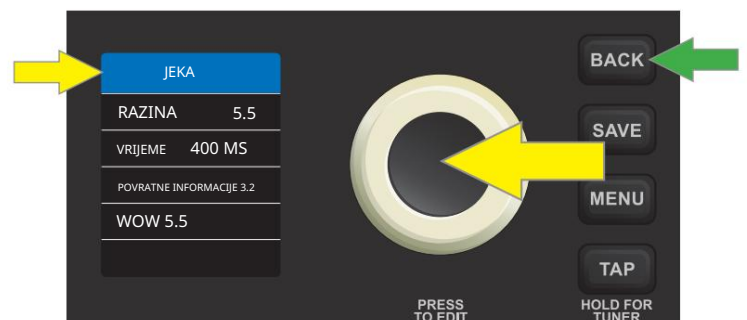 JEKA
RAZINA 5.5
VRIJEME 400 MS
POVRATNE INFORMACIJE 3.2
WOW 5.5
BACK
SAVE
MENU
TAP
PRESS
TO EDIT
HOLD FOR
TUNER